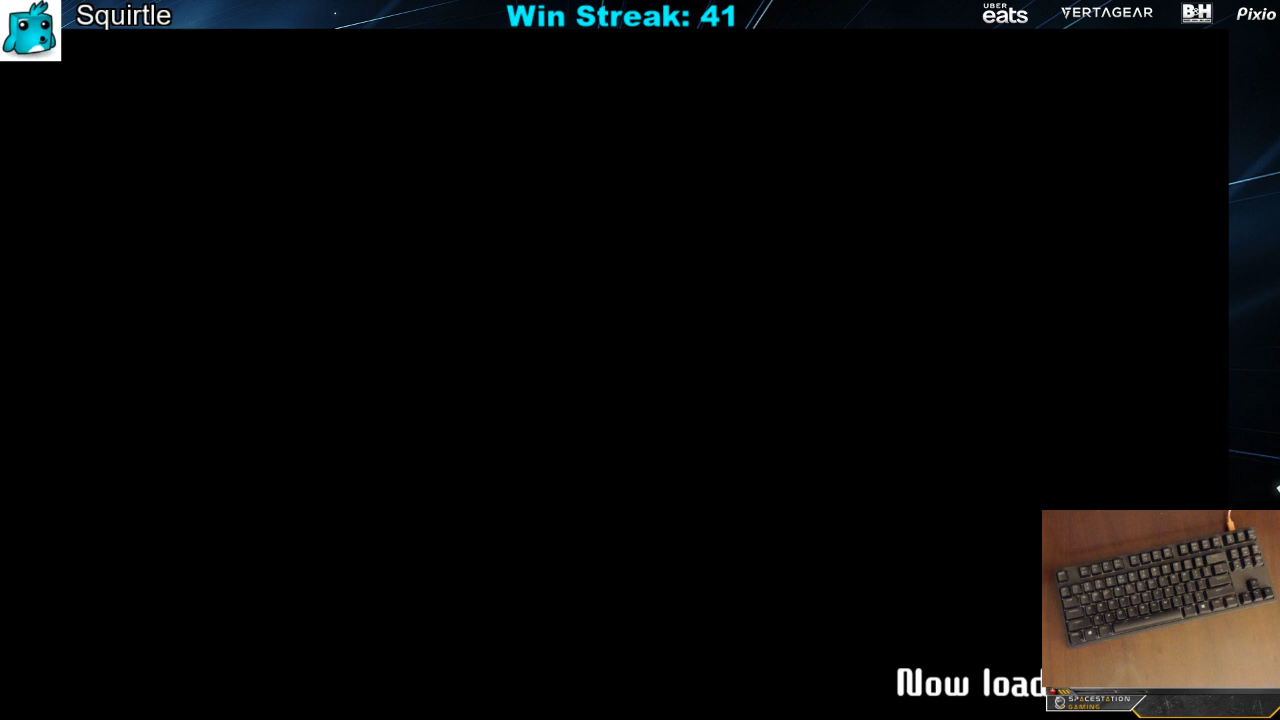 Squirtle
Win Streak: 41
UBER
eats
VERTAGEAR
B&H
Pixio
Now load
SPACESTATION
GAMING